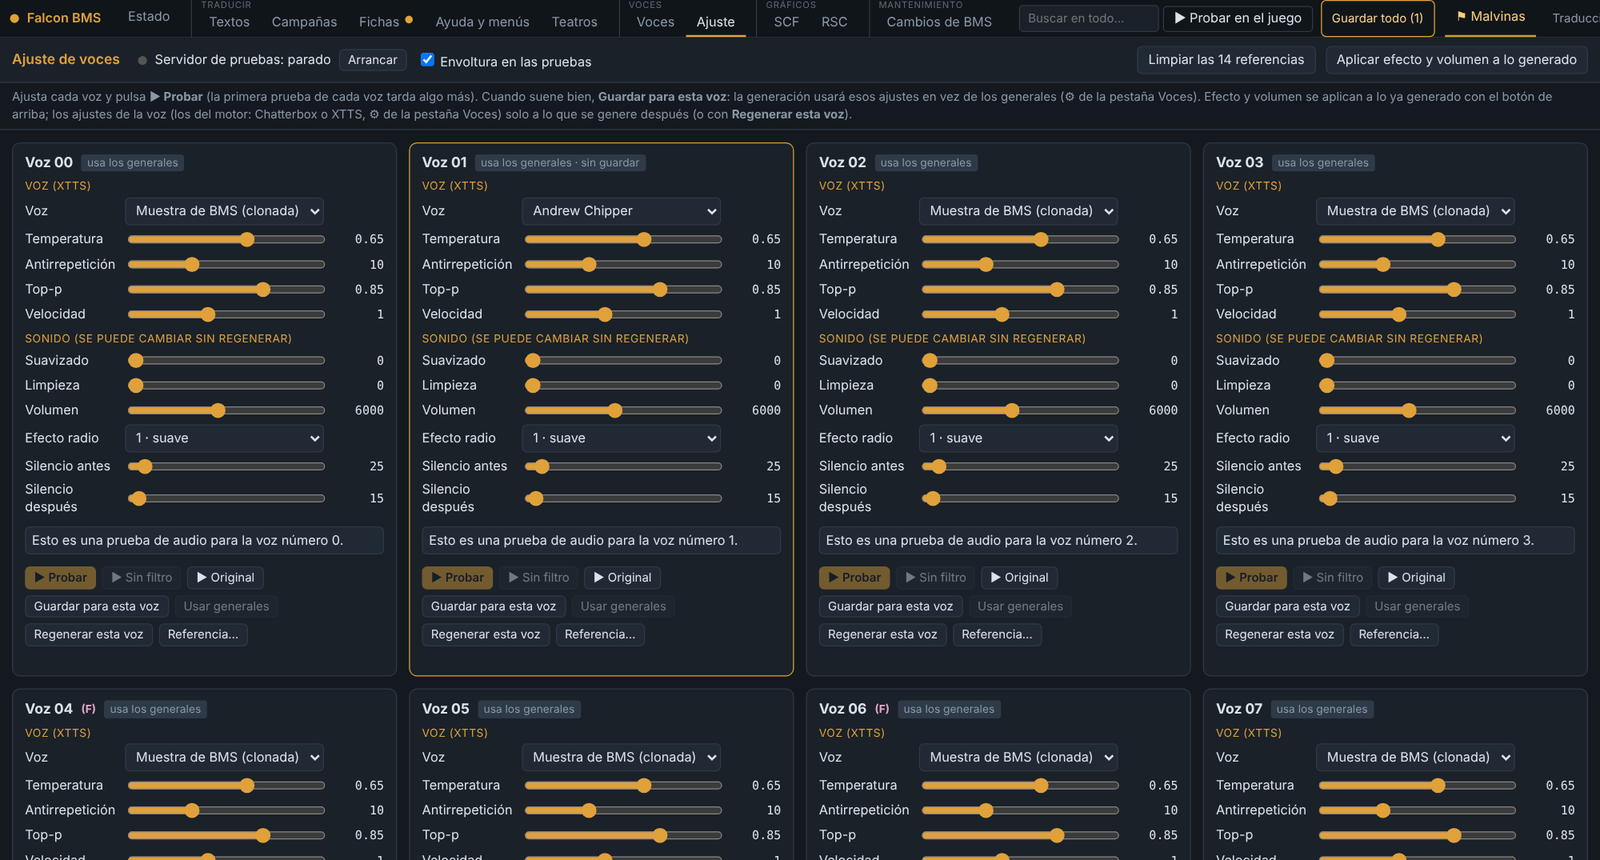 Falcon BMS
Estado
TRADUCIR
Textos Campañas Fichas Ayuda y menús Teatros
VOCES
Voces Ajuste
GRÁFICOS
SCF RSC
MANTENIMIENTO
Cambios de BMS
Buscar en todo...
▶ Probar en el juego
Guardar todo (1)
⚑ Malvinas
Traducc
Ajuste de voces
Servidor de pruebas: parado
Arrancar
Envoltura en las pruebas
Limpiar las 14 referencias
Aplicar efecto y volumen a lo generado
Ajusta cada voz y pulsa ▶ Probar (la primera prueba de cada voz tarda algo más). Cuando suene bien, Guardar para esta voz: la generación usará esos ajustes en vez de los generales (⚙ de la pestaña Voces). Efecto y volumen se aplican a lo ya generado con el botón de
arriba; los ajustes de la voz (los del motor: Chatterbox o XTTS, ⚙ de la pestaña Voces) solo a lo que se genere después (o con Regenerar esta voz).
Voz 00 usa los generales
VOZ (XTTS)
Voz Muestra de BMS (clonada)
Temperatura 0.65
Antirrepetición 10
Top-p 0.85
Velocidad 1
SONIDO (SE PUEDE CAMBIAR SIN REGENERAR)
Suavizado 0
Limpieza 0
Volumen 6000
Efecto radio 1 · suave
Silencio antes 25
Silencio
después 15
Esto es una prueba de audio para la voz número 0.
▶ Probar ▶ Sin filtro ▶ Original
Guardar para esta voz Usar generales
Regenerar esta voz Referencia...
Voz 01 usa los generales · sin guardar
VOZ (XTTS)
Voz Andrew Chipper
Temperatura 0.65
Antirrepetición 10
Top-p 0.85
Velocidad 1
SONIDO (SE PUEDE CAMBIAR SIN REGENERAR)
Suavizado 0
Limpieza 0
Volumen 6000
Efecto radio 1 · suave
Silencio antes 25
Silencio
después 15
Esto es una prueba de audio para la voz número 1.
▶ Probar ▶ Sin filtro ▶ Original
Guardar para esta voz Usar generales
Regenerar esta voz Referencia...
Voz 02 usa los generales
VOZ (XTTS)
Voz Muestra de BMS (clonada)
Temperatura 0.65
Antirrepetición 10
Top-p 0.85
Velocidad 1
SONIDO (SE PUEDE CAMBIAR SIN REGENERAR)
Suavizado 0
Limpieza 0
Volumen 6000
Efecto radio 1 · suave
Silencio antes 25
Silencio
después 15
Esto es una prueba de audio para la voz número 2.
▶ Probar ▶ Sin filtro ▶ Original
Guardar para esta voz Usar generales
Regenerar esta voz Referencia...
Voz 03 usa los generales
VOZ (XTTS)
Voz Muestra de BMS (clonada)
Temperatura 0.65
Antirrepetición 10
Top-p 0.85
Velocidad 1
SONIDO (SE PUEDE CAMBIAR SIN REGENERAR)
Suavizado 0
Limpieza 0
Volumen 6000
Efecto radio 1 · suave
Silencio antes 25
Silencio
después 15
Esto es una prueba de audio para la voz número 3.
▶ Probar ▶ Sin filtro ▶ Original
Guardar para esta voz Usar generales
Regenerar esta voz Referencia...
Voz 04 (F) usa los generales
VOZ (XTTS)
Voz Muestra de BMS (clonada)
Temperatura 0.65
Antirrepetición 10
Top-p 0.85
Velocidad 1
Voz 05 usa los generales
VOZ (XTTS)
Voz Muestra de BMS (clonada)
Temperatura 0.65
Antirrepetición 10
Top-p 0.85
Velocidad 1
Voz 06 (F) usa los generales
VOZ (XTTS)
Voz Muestra de BMS (clonada)
Temperatura 0.65
Antirrepetición 10
Top-p 0.85
Velocidad 1
Voz 07 usa los generales
VOZ (XTTS)
Voz Muestra de BMS (clonada)
Temperatura 0.65
Antirrepetición 10
Top-p 0.85
Velocidad 1